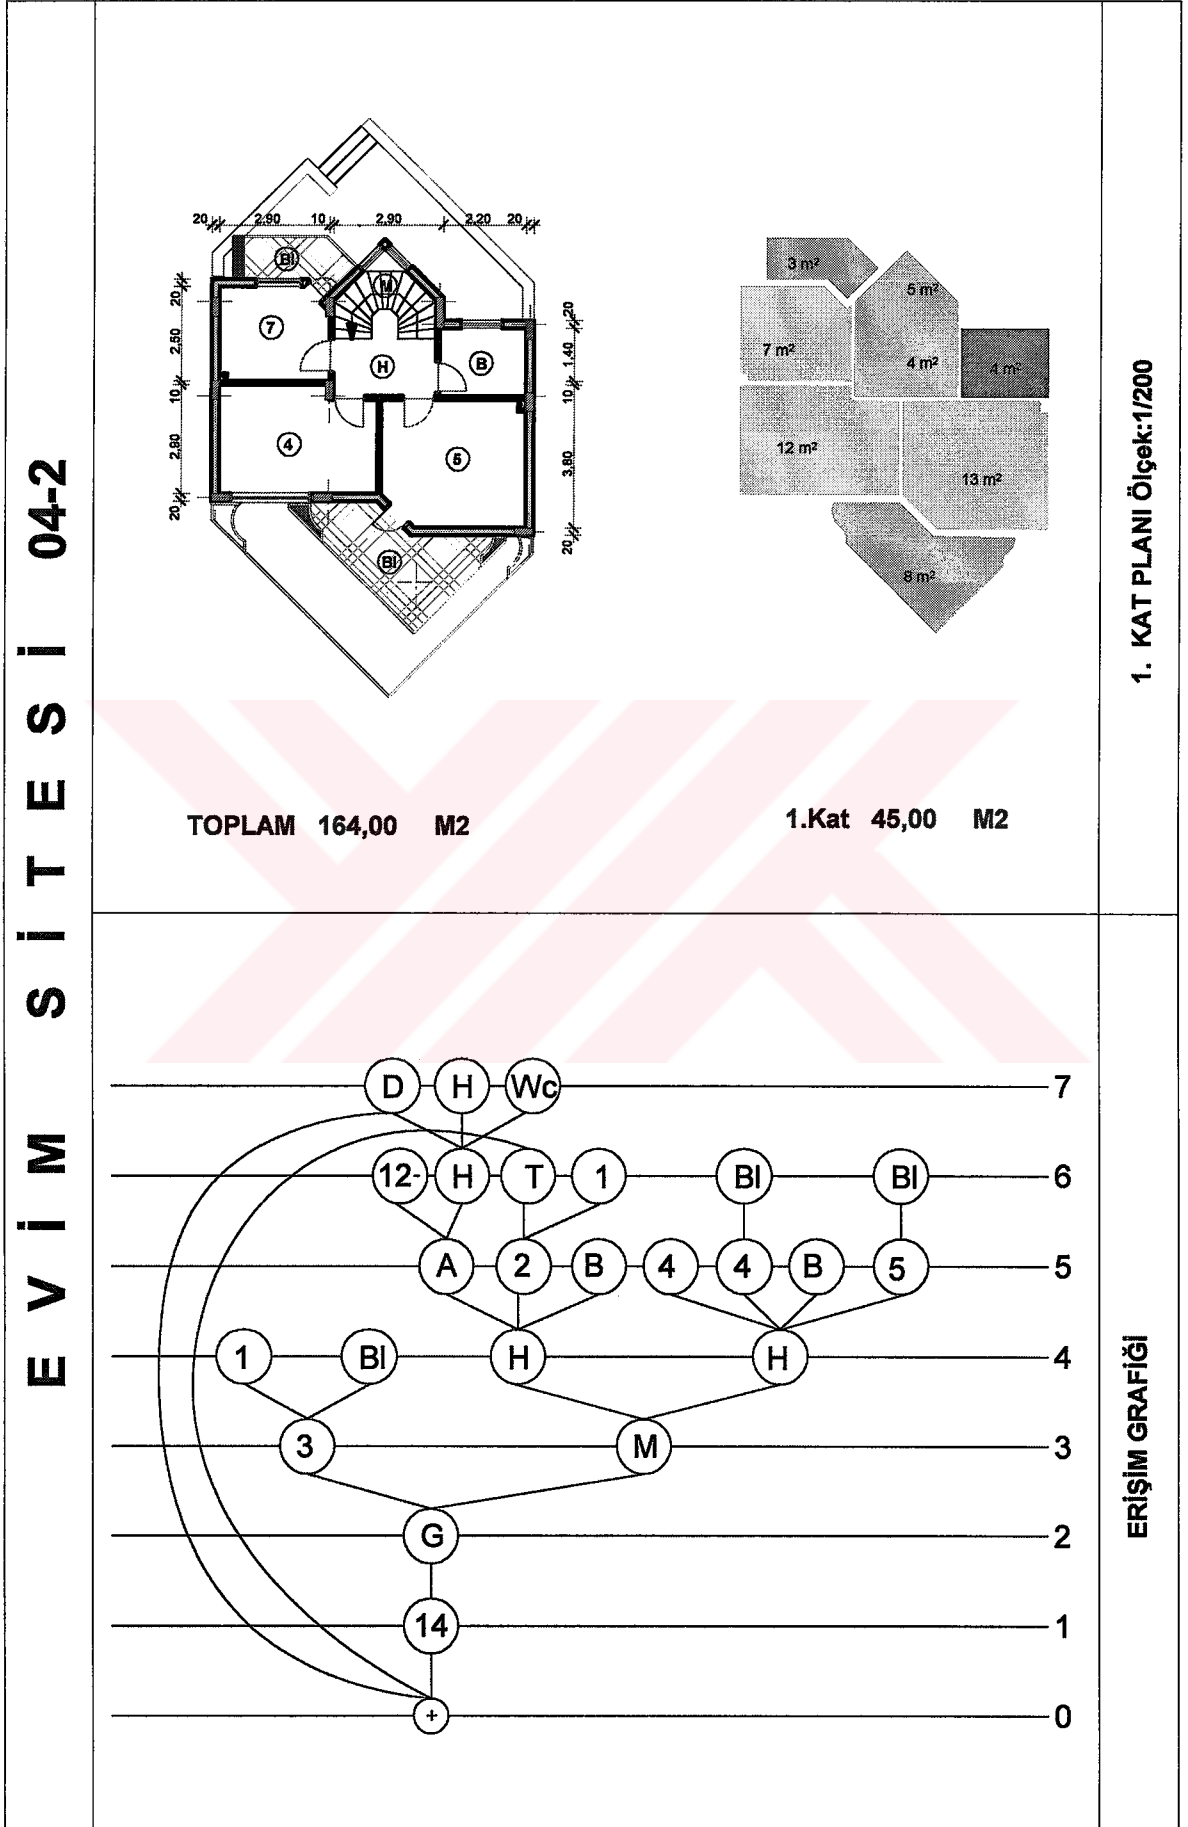 EVİM SİTESİ 04-2
20 2,90 10 2,90 2,20 20
Bl
M
7
H
B
4
5
Bl
20
2,50
10
2,80
20
20
1,40
10
3,80
20
3 m²
5 m²
7 m²
4 m²
4 m²
12 m²
13 m²
8 m²
TOPLAM 164,00 M2
1.Kat 45,00 M2
1. KAT PLANI Ölçek:1/200
D H Wc 7
12- H T 1 Bl Bl 6
A 2 B 4 4 B 5 5
1 Bl H H 4
3 M 3
G 2
14 1
+ 0
ERİŞİM GRAFİĞİ